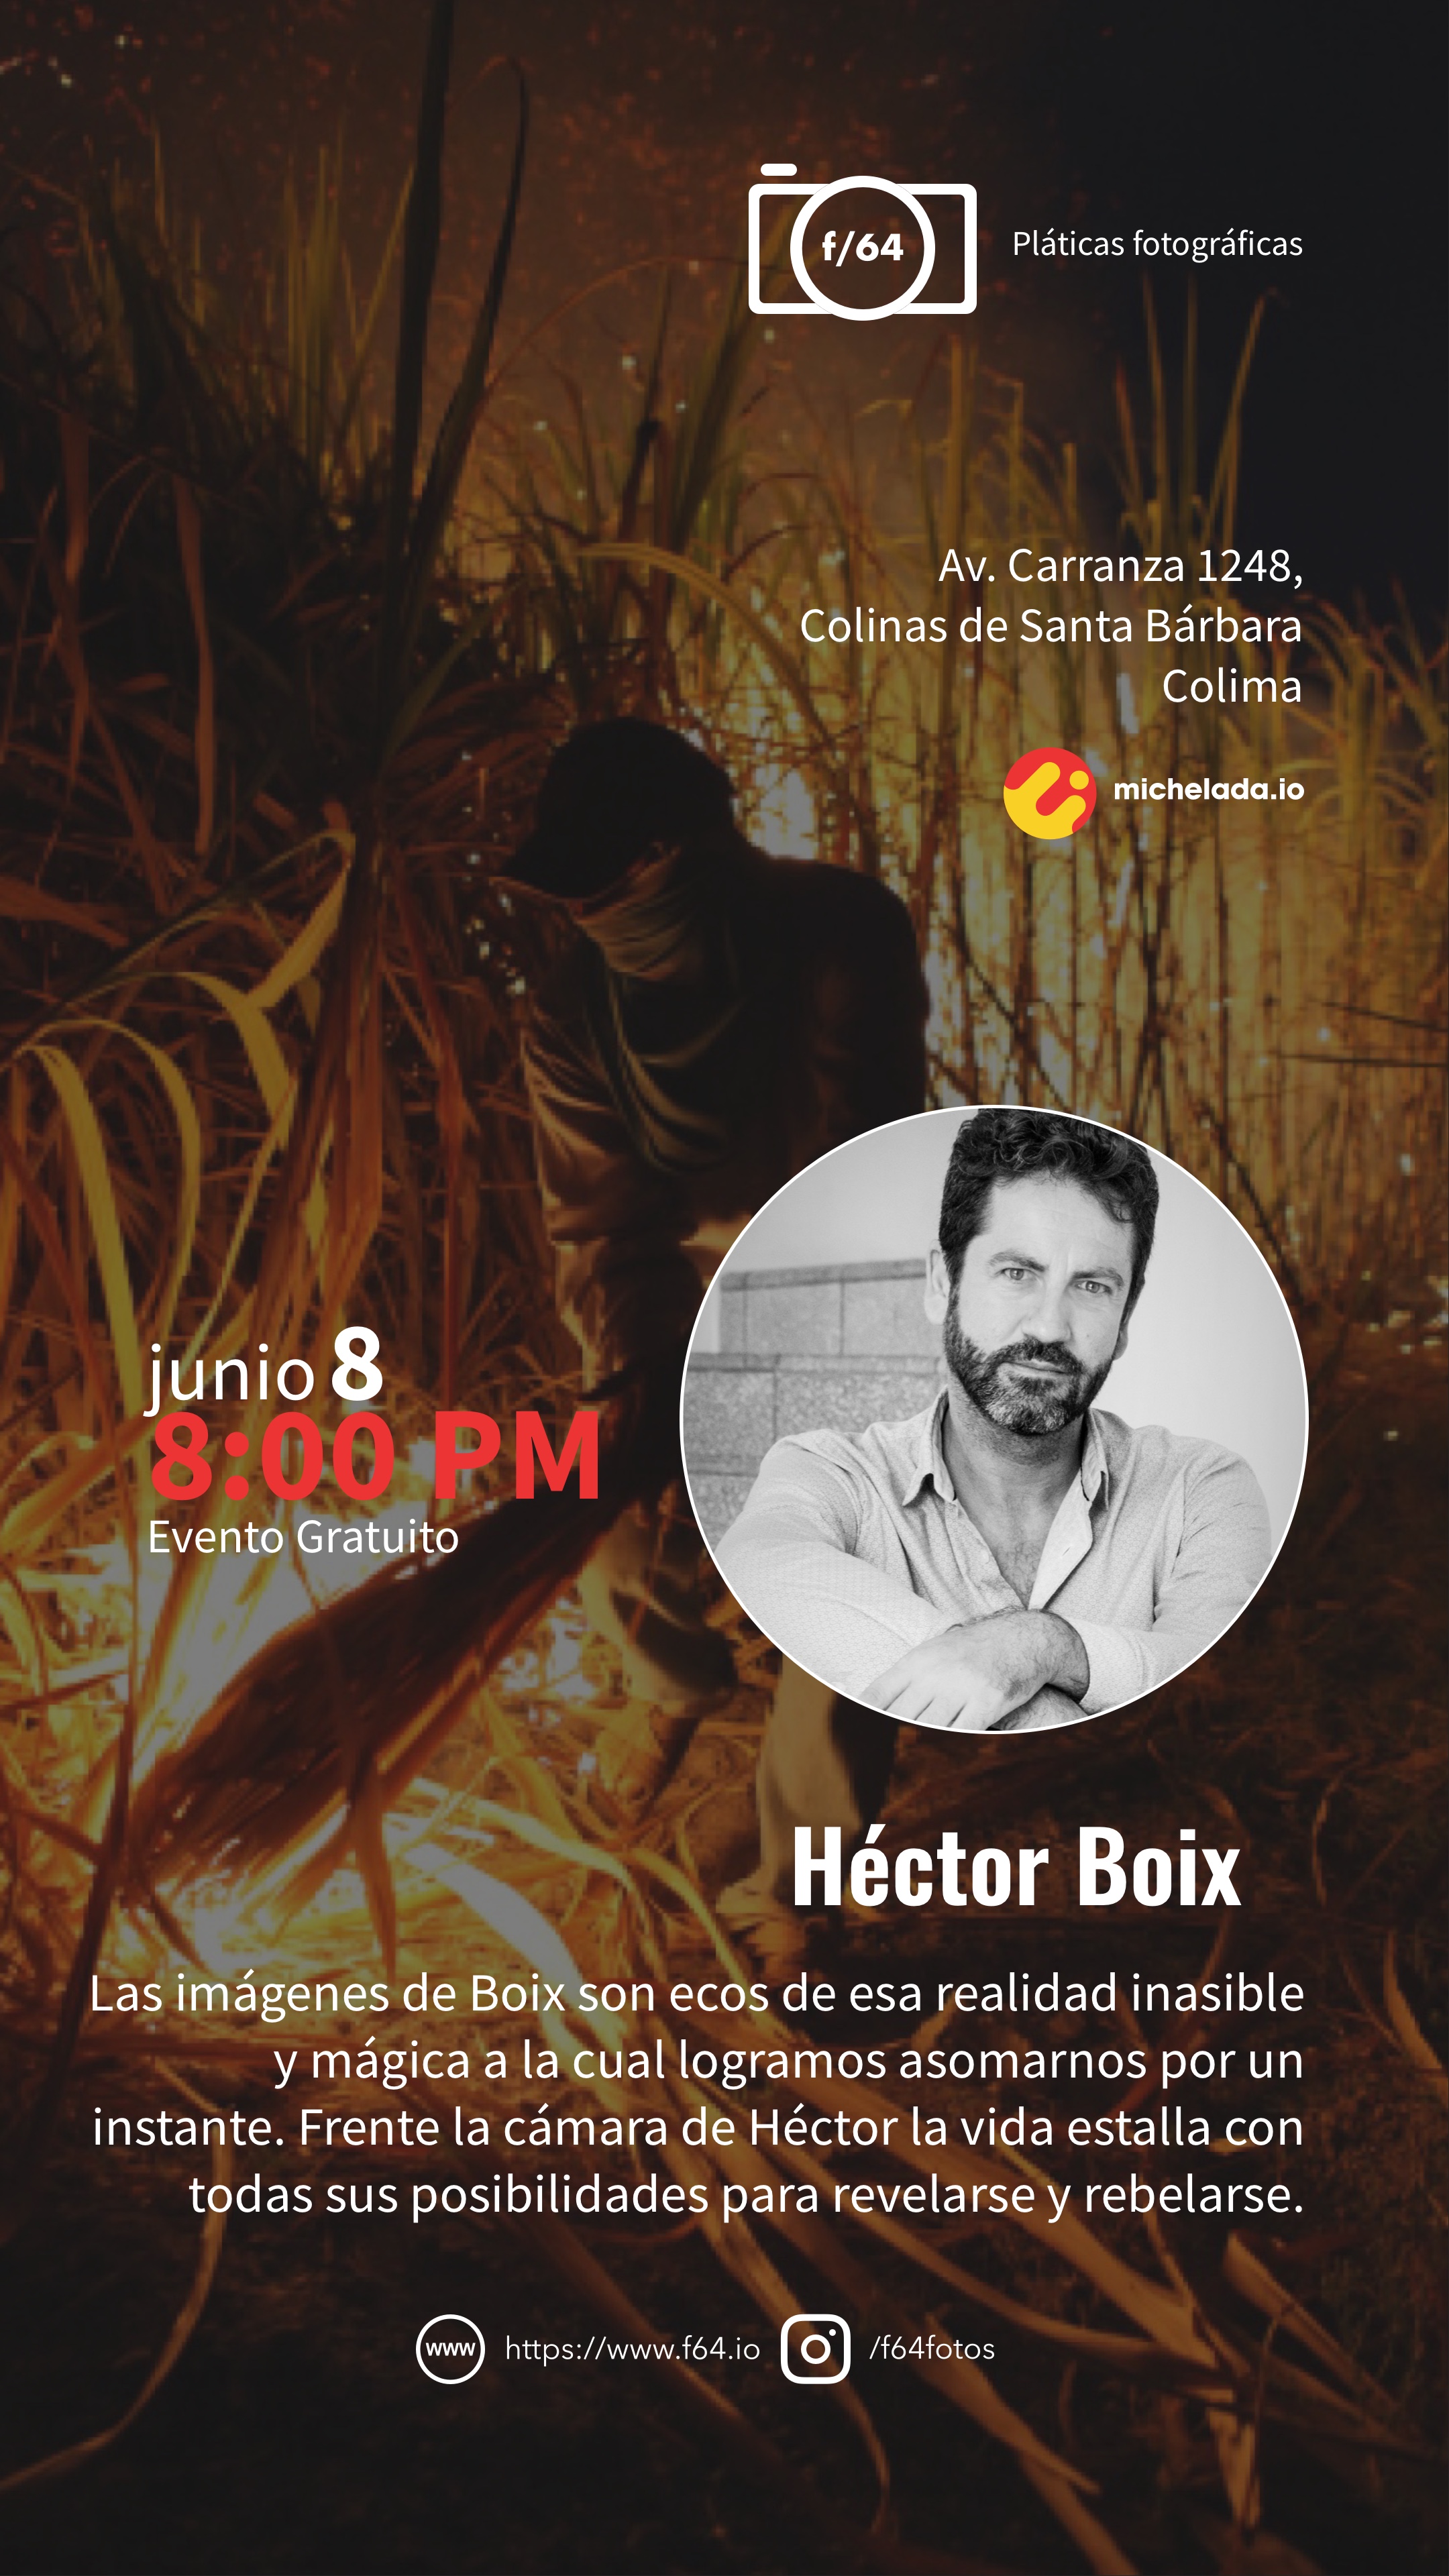 f/64
Pláticas fotográficas
Av. Carranza 1248,
Colinas de Santa Bárbara
Colima
michelada.io
junio 8
8:00 PM
Evento Gratuito
Héctor Boix
Las imágenes de Boix son ecos de esa realidad inasible
y mágica a la cual logramos asomarnos por un
instante. Frente la cámara de Héctor la vida estalla con
todas sus posibilidades para revelarse y rebelarse.
www https://www.f64.io /f64fotos